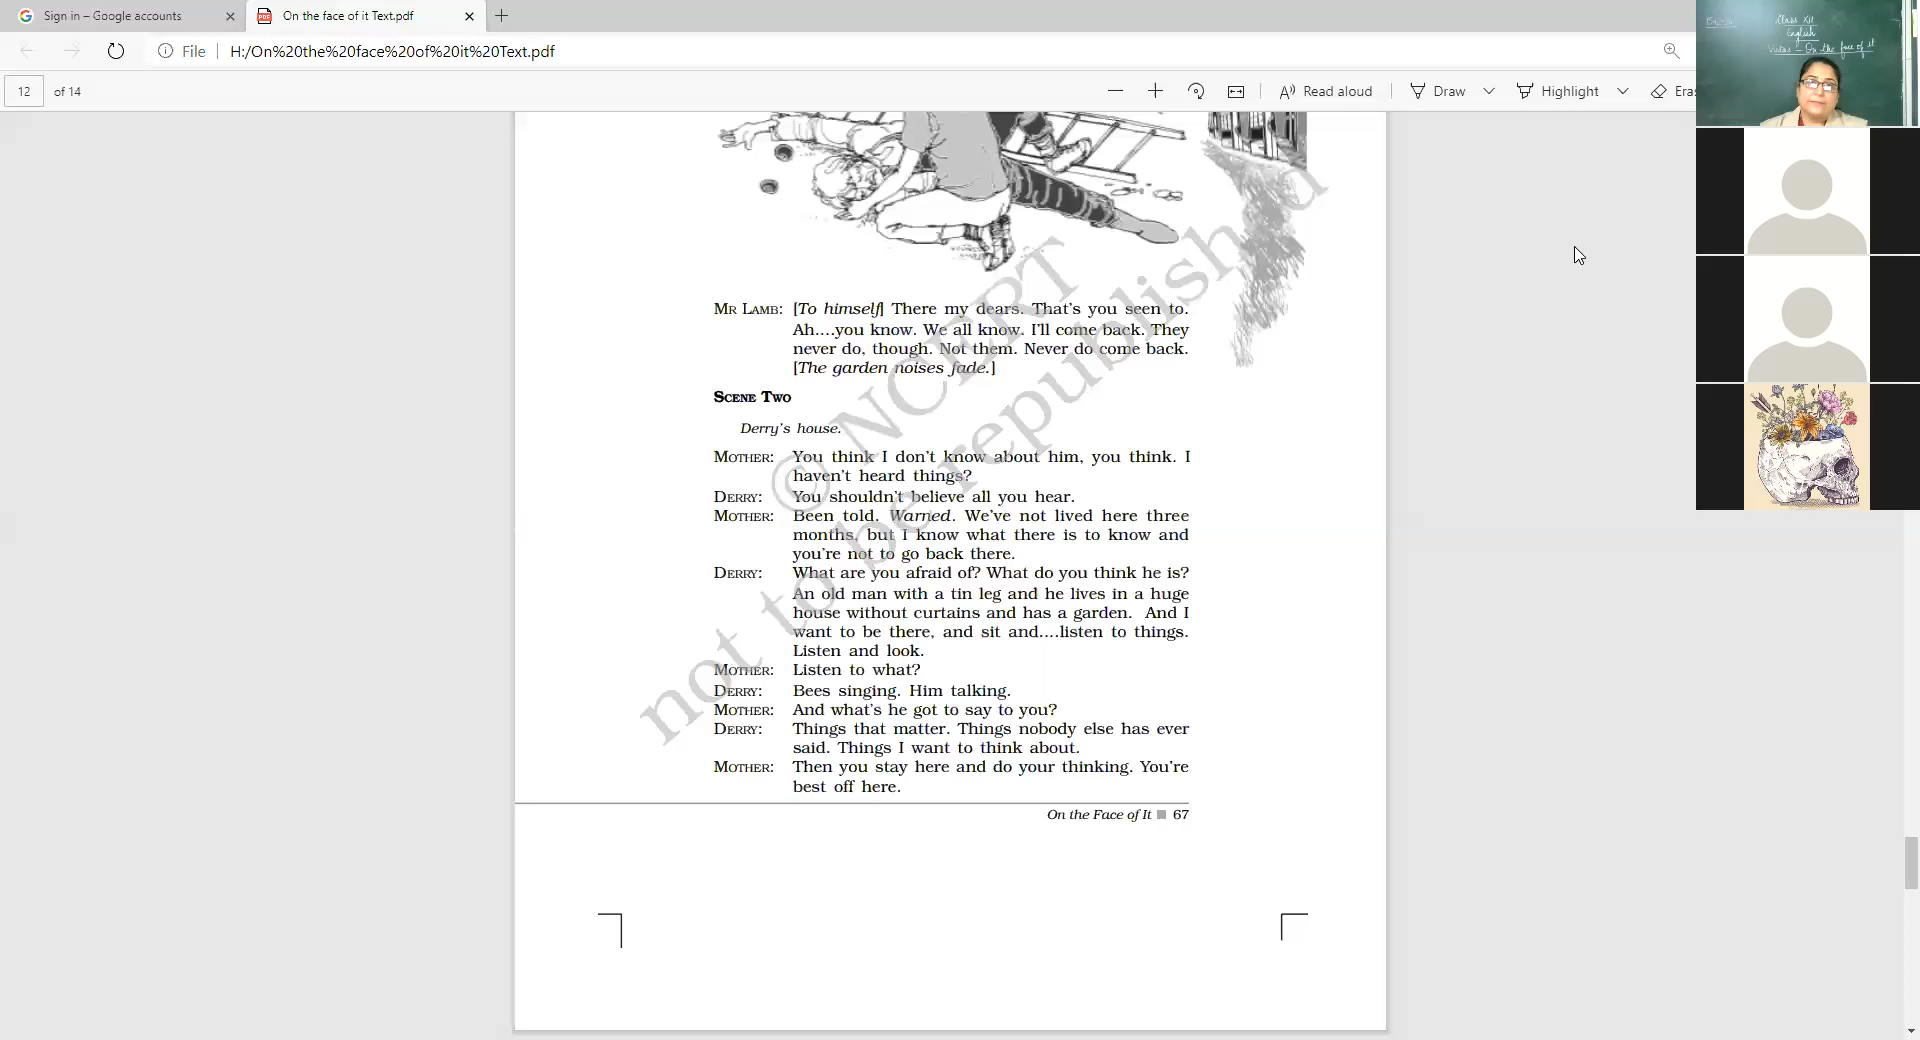 Sign in – Google accounts
On the face of it Text.pdf
File
H:/On%20the%20face%20of%20it%20Text.pdf
12 of 14
Read aloud
Draw
Highlight
Eras
Class XII
English
Vistas – On the face of it
MR LAMB: [To himself] There my dears. That's you seen to.
Ah....you know. We all know. I'll come back. They
never do, though. Not them. Never do come back.
[The garden noises fade.]
SCENE TWO
Derry's house.
MOTHER: You think I don't know about him, you think. I
haven't heard things?
DERRY: You shouldn't believe all you hear.
MOTHER: Been told. Warned. We've not lived here three
months, but I know what there is to know and
you're not to go back there.
DERRY: What are you afraid of? What do you think he is?
An old man with a tin leg and he lives in a huge
house without curtains and has a garden. And I
want to be there, and sit and....listen to things.
Listen and look.
MOTHER: Listen to what?
DERRY: Bees singing. Him talking.
MOTHER: And what's he got to say to you?
DERRY: Things that matter. Things nobody else has ever
said. Things I want to think about.
MOTHER: Then you stay here and do your thinking. You're
best off here.
On the Face of It 67
© NCERT
not to be republished